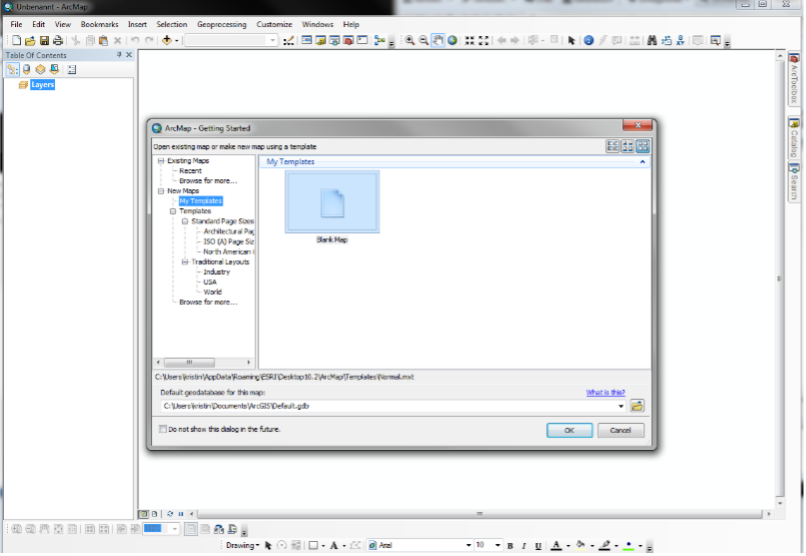 Unbenannt - ArcMap
File Edit View Bookmarks Insert Selection Geoprocessing Customize Windows Help
Table Of Contents
Layers
ArcToolbox
Catalog
Search
ArcMap - Getting Started
Open existing map or make new map using a template
Existing Maps
Recent
Browse for more...
New Maps
My Templates
Templates
Standard Page Sizes
Architectural Pag
ISO (A) Page Siz
North American
Traditional Layouts
Industry
USA
World
Browse for more...
My Templates
Blank Map
C:\Users\kristin\AppData\Roaming\ESRI\Desktop10.2\ArcMap\Templates\Normal.mxt
Default geodatabase for this map:
What is this?
C:\Users\kristin\Documents\ArcGIS\Default.gdb
Do not show this dialog in the future.
OK Cancel
Drawing A Arial 10 B I U A